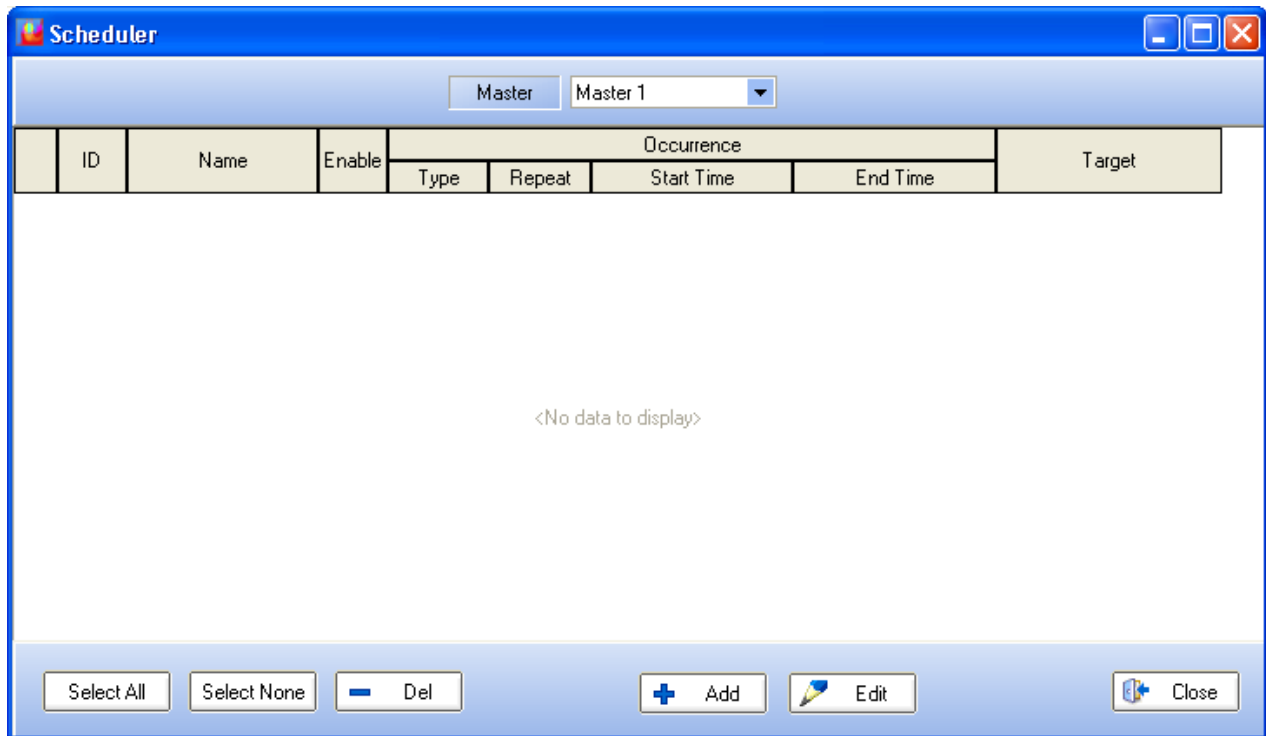 Scheduler
Master Master 1
ID Name Enable Occurrence Target
Type Repeat Start Time End Time
<No data to display>
Select All Select None Del Add Edit Close